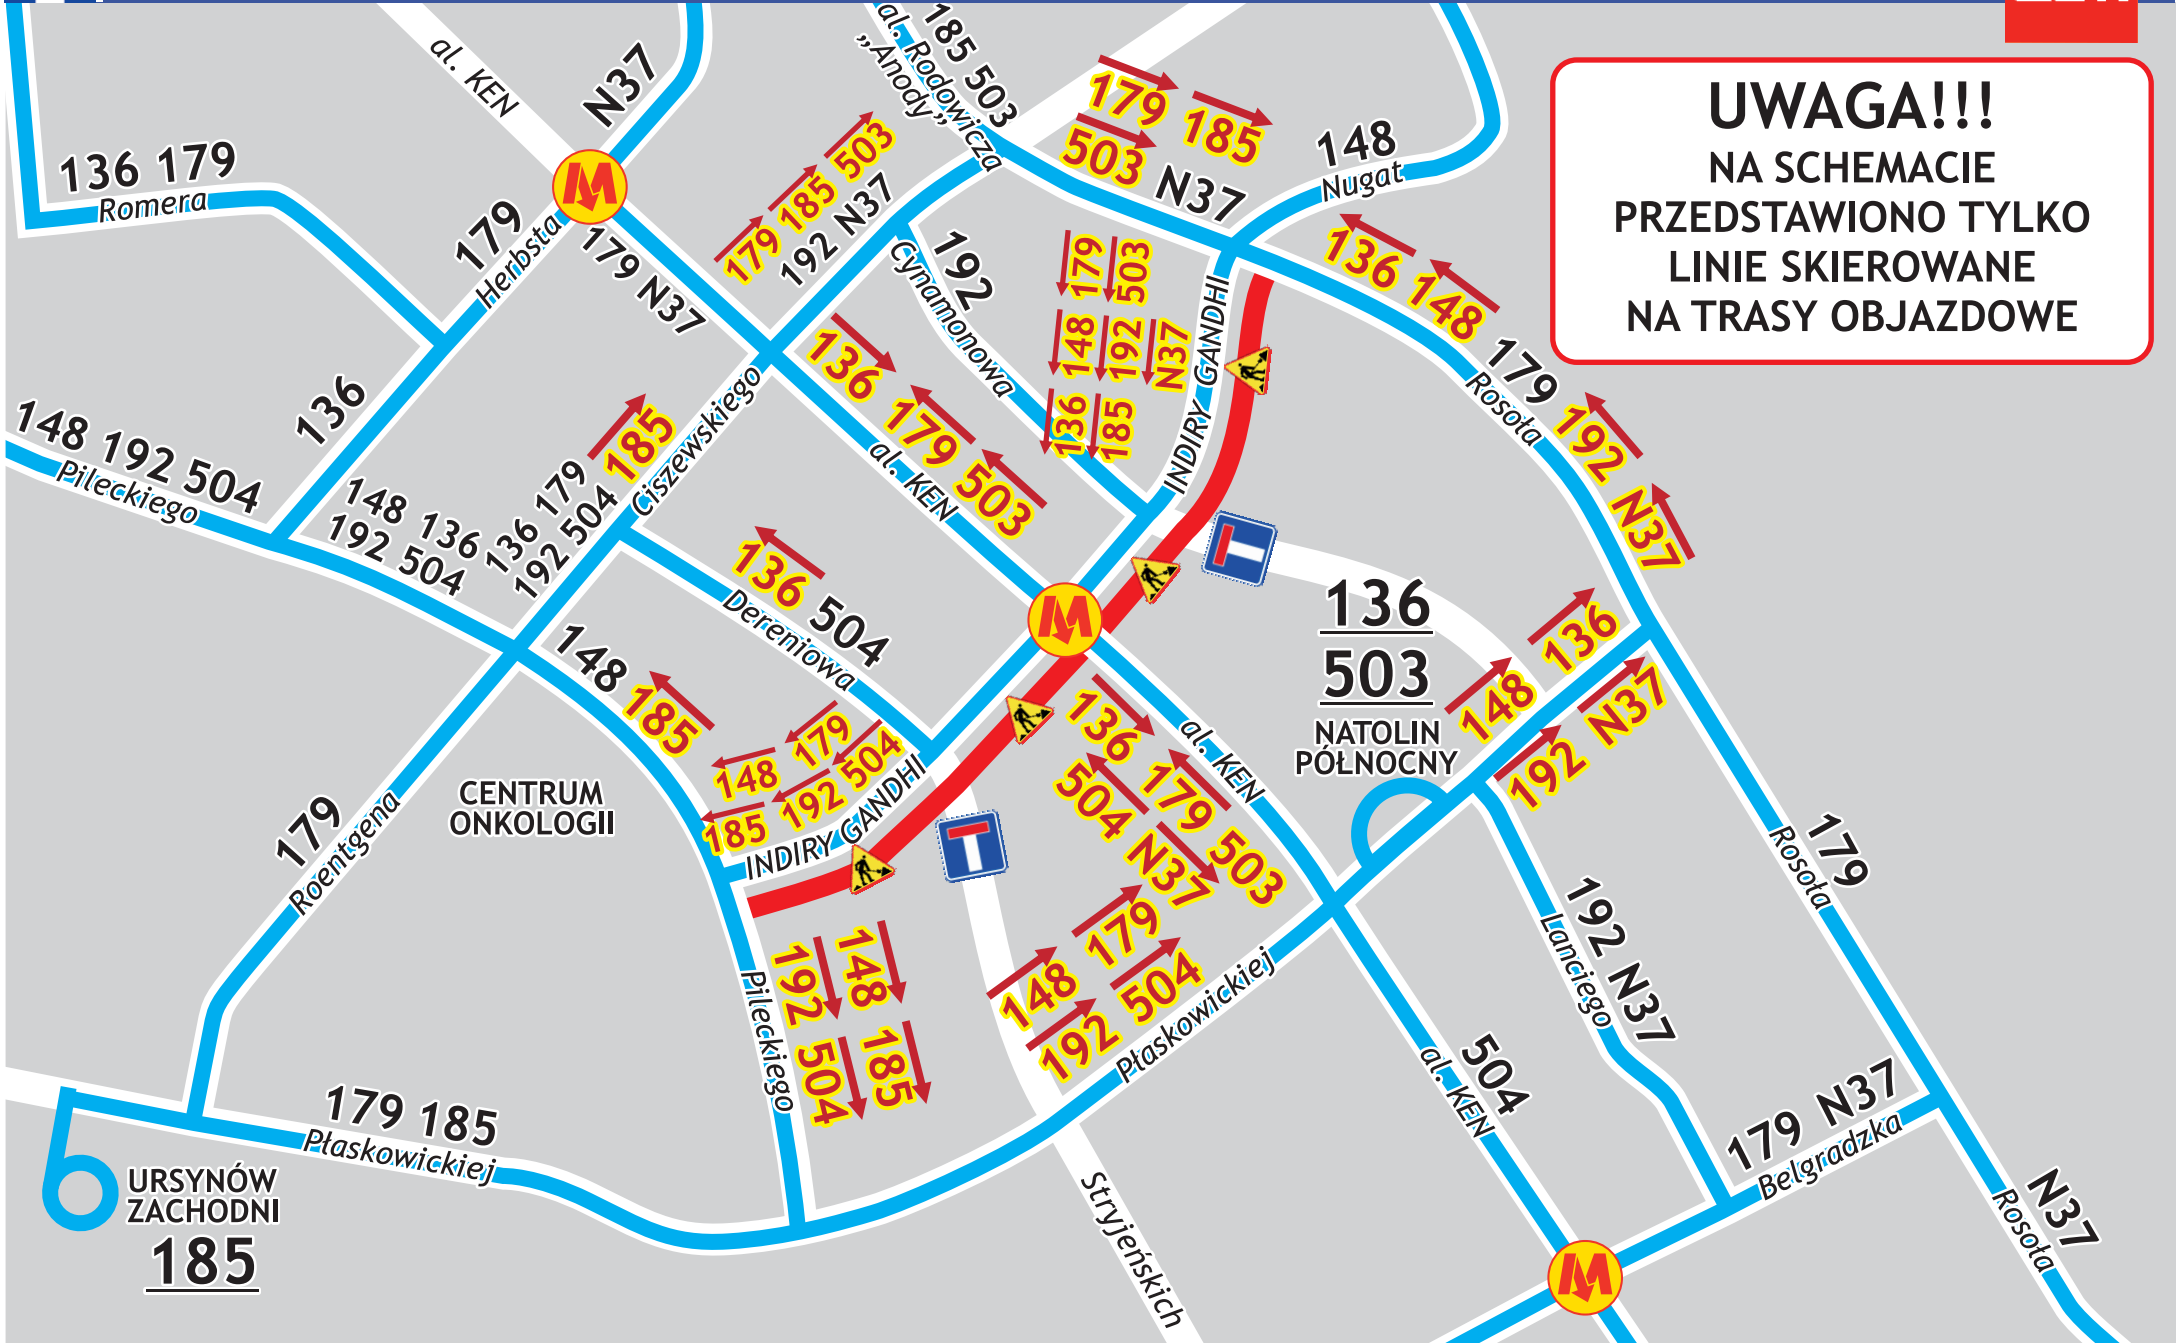 UWAGA!!!
NA SCHEMACIE
PRZEDSTAWIONO TYLKO
LINIE SKIEROWANE
NA TRASY OBJAZDOWE
al. KEN
N37
185 503
al. Rodowicza
„Anody”
179 185
503
N37
148
Nugat
136 179
Romera
179
Herbsta
179 N37
179 185 503
192 N37
192
Cynamonowa
179 503
148 192 N37
136 185
INDIRY GANDHI
136 148
179
Rosoła
192 N37
136
148 192 504
Pileckiego
148 136
192 504
136 179
192 504
185
Ciszewskiego
136 179 503
al. KEN
136 504
Dereniowa
148 185
148 179
185 192 504
INDIRY GANDHI
CENTRUM
ONKOLOGII
179
Roentgena
136
503
NATOLIN
PÓŁNOCNY
148 136
192 N37
136
179 503
504 N37
al. KEN
179
Rosoła
192 148
504 185
Pileckiego
148 179
192 504
Płaskowickiej
192 N37
Lanciego
504
al. KEN
179 N37
Belgradzka
N37
Rosoła
179 185
Płaskowickiej
URSYNÓW
ZACHODNI
185
Stryjeńskich